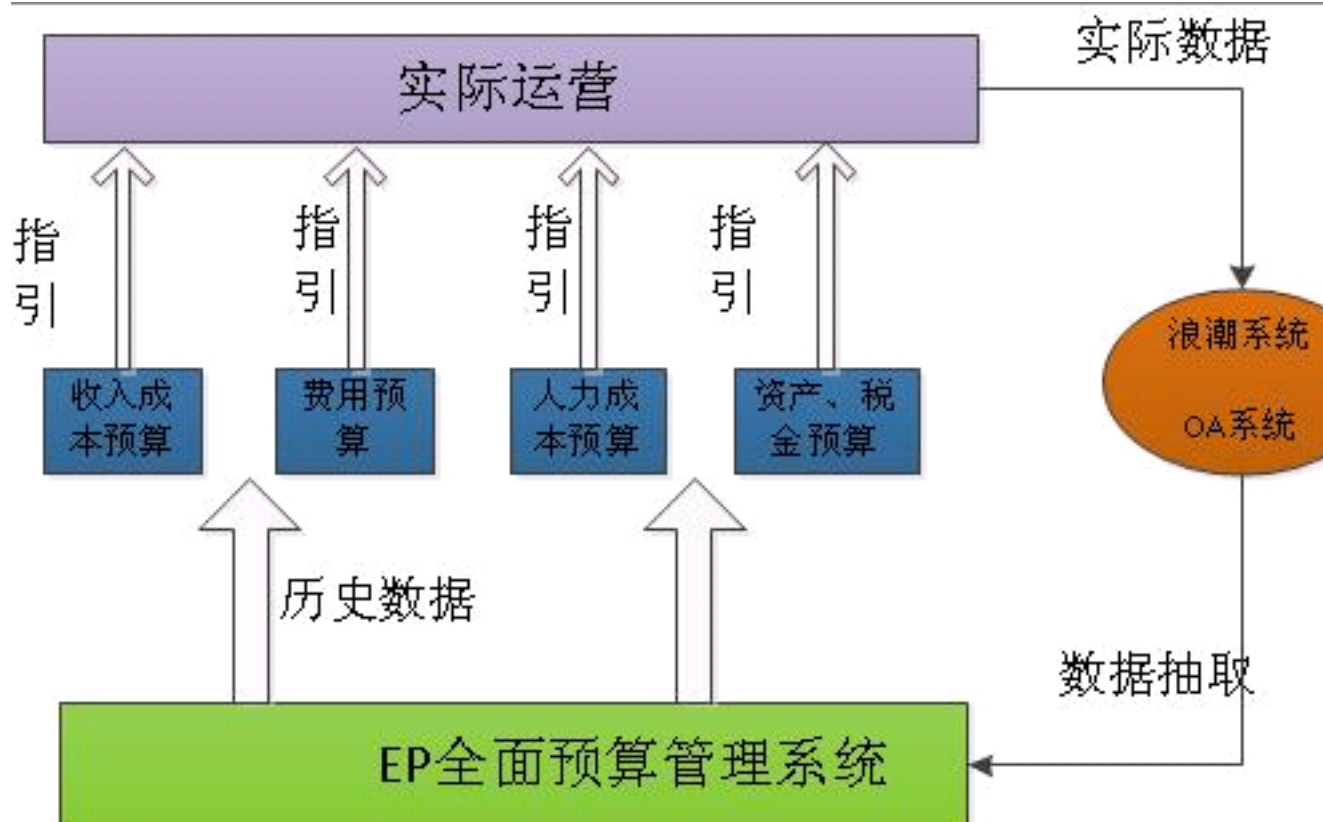 实际数据
实际运营
指
引
指
引
指
引
指
引
浪潮系统
OA系统
收入成
本预算
费用预
算
人力成
本预算
资产、税
金预算
历史数据
数据抽取
EP全面预算管理系统